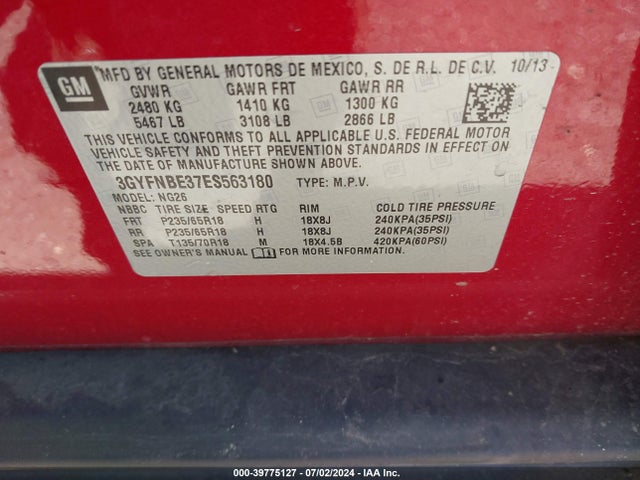 GM
MFD BY GENERAL MOTORS DE MEXICO, S. DE R.L. DE C.V. 10/13
GVWR GAWR FRT GAWR RR
2480 KG 1410 KG 1300 KG
5467 LB 3108 LB 2866 LB
THIS VEHICLE CONFORMS TO ALL APPLICABLE U.S. FEDERAL MOTOR
VEHICLE SAFETY AND THEFT PREVENTION STANDARDS IN EFFECT ON
THE DATE OF MANUFACTURE SHOWN ABOVE.
3GYFNBE37ES563180 TYPE: M.P.V.
MODEL: NG26
NBBC TIRE SIZE SPEED RTG RIM COLD TIRE PRESSURE
FRT P235/65R18 H 18X8J 240KPA(35PSI)
RR P235/65R18 H 18X8J 240KPA(35PSI)
SPA T135/70R18 M 18X4.5B 420KPA(60PSI)
SEE OWNER'S MANUAL FOR MORE INFORMATION.
000-39775127 - 07/02/2024 - IAA Inc.